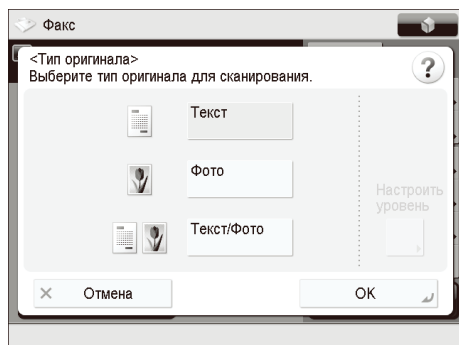 Факс
<Тип оригинала>
Выберите тип оригинала для сканирования.
?
Текст
Фото
Текст/Фото
Настроить
уровень
Отмена
OK